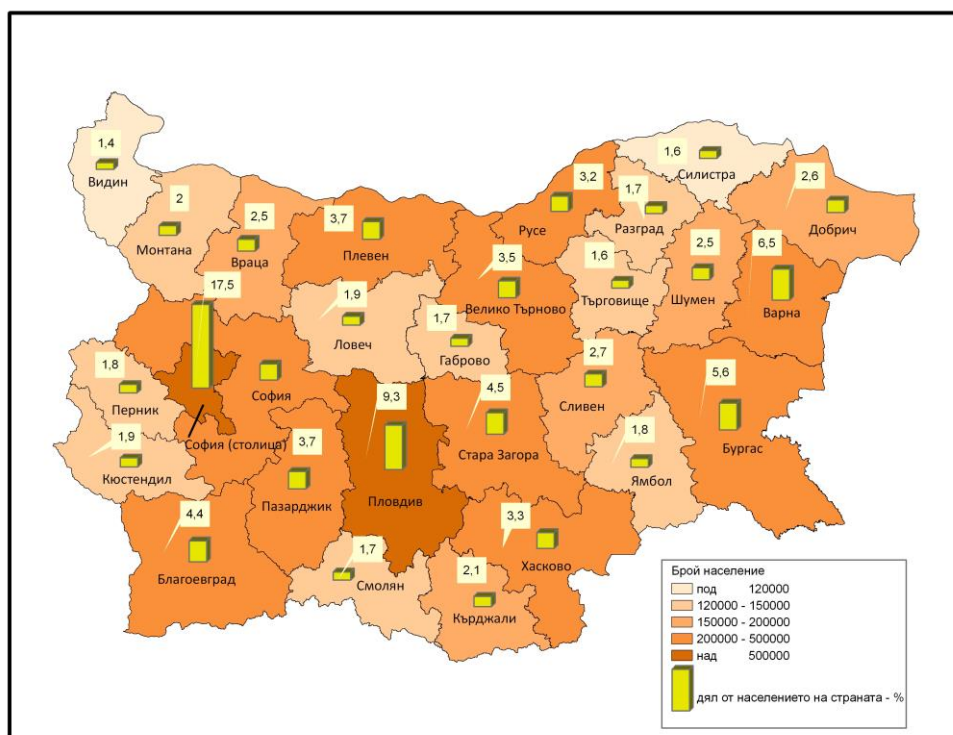 1,4
Видин
2
Монтана
2,5
Враца
3,7
Плевен
3,2
Русе
1,6
Силистра
1,7
Разград
2,6
Добрич
3,5
Велико Търново
1,6
Търговище
2,5
Шумен
6,5
Варна
17,5
1,9
Ловеч
1,7
Габрово
1,8
Перник
София
София (столица)
9,3
Пловдив
4,5
Стара Загора
2,7
Сливен
5,6
Бургас
1,9
Кюстендил
3,7
Пазарджик
1,8
Ямбол
4,4
Благоевград
1,7
Смолян
2,1
Кърджали
3,3
Хасково
Брой население
под 120000
120000 - 150000
150000 - 200000
200000 - 500000
над 500000
дял от населението на страната - %